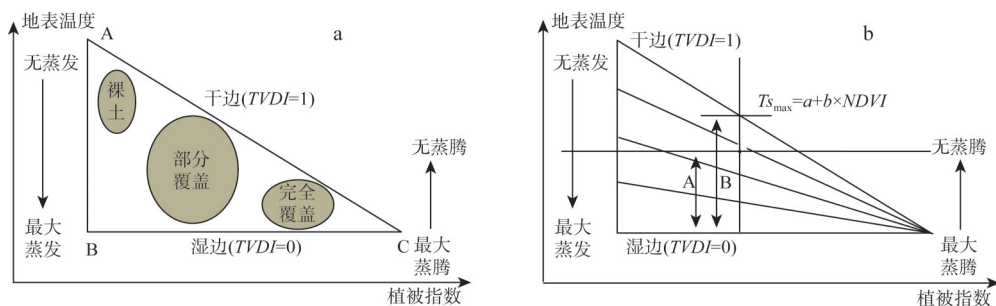 地表温度
A
a
无蒸发
裸
土
干边(TVDI=1)
部分
覆盖
完全
覆盖
无蒸腾
最大
蒸发
B
湿边(TVDI=0)
C
最大
蒸腾
植被指数
地表温度
干边(TVDI=1)
b
无蒸发
Tsmax=a+b×NDVI
无蒸腾
A
B
最大
蒸发
湿边(TVDI=0)
最大
蒸腾
植被指数